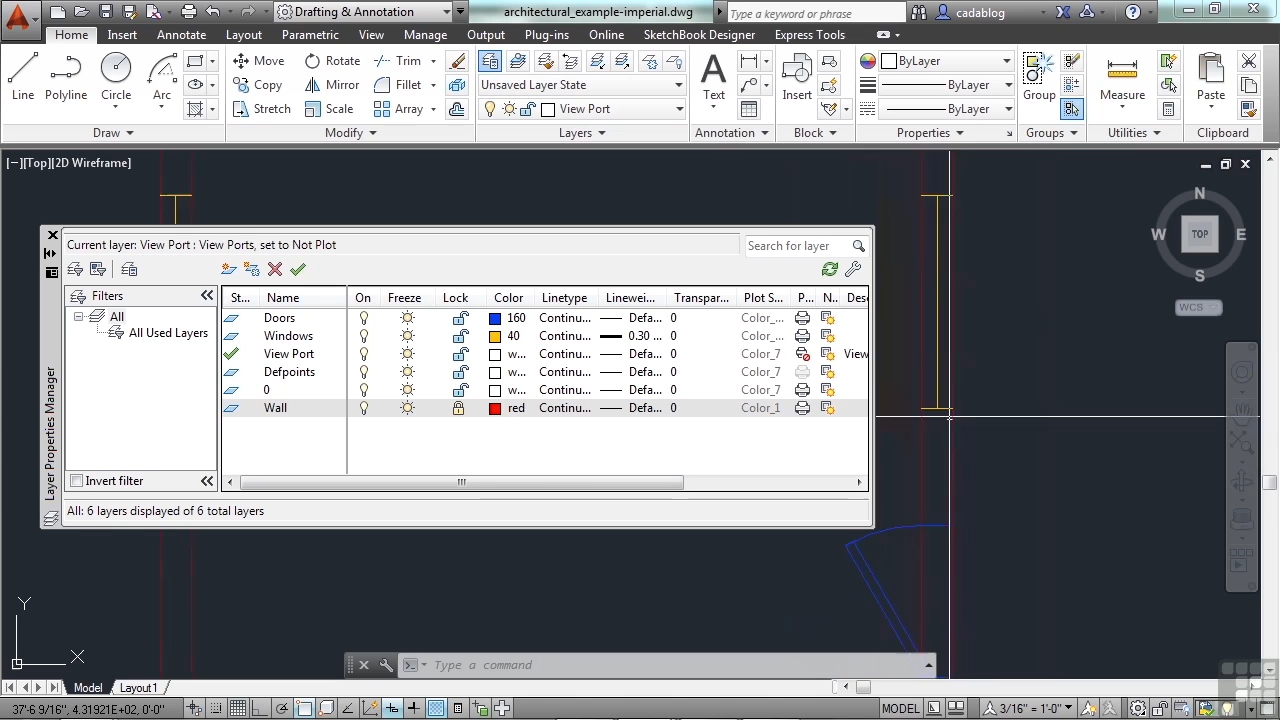 Drafting & Annotation
architectural_example-imperial.dwg
Type a keyword or phrase
cadablog
Home Insert Annotate Layout Parametric View Manage Output Plug-ins Online SketchBook Designer Express Tools
Line Polyline Circle Arc
Move Rotate Trim
Copy Mirror Fillet
Stretch Scale Array
Unsaved Layer State
View Port
Text
Insert
ByLayer
ByLayer
ByLayer
Group
Measure
Paste
Draw Modify Layers Annotation Block Properties Groups Utilities Clipboard
[−][Top][2D Wireframe]
N
W TOP E
S
WCS
Current layer: View Port : View Ports, set to Not Plot
Search for layer
Filters
All
All Used Layers
Invert filter
St... Name On Freeze Lock Color Linetype Linewei... Transpar... Plot S... P... N.. Desc
Doors 160 Continu... Defa... 0 Color_...
Windows 40 Continu... 0.30 ... 0 Color_...
View Port w... Continu... Defa... 0 Color_7 View
Defpoints w... Continu... Defa... 0 Color_7
0 w... Continu... Defa... 0 Color_7
Wall red Continu... Defa... 0 Color_1
All: 6 layers displayed of 6 total layers
Layer Properties Manager
Y
X
Type a command
Model Layout1
37'-6 9/16", 4.31921E+02, 0'-0"
MODEL
3/16" = 1'-0"